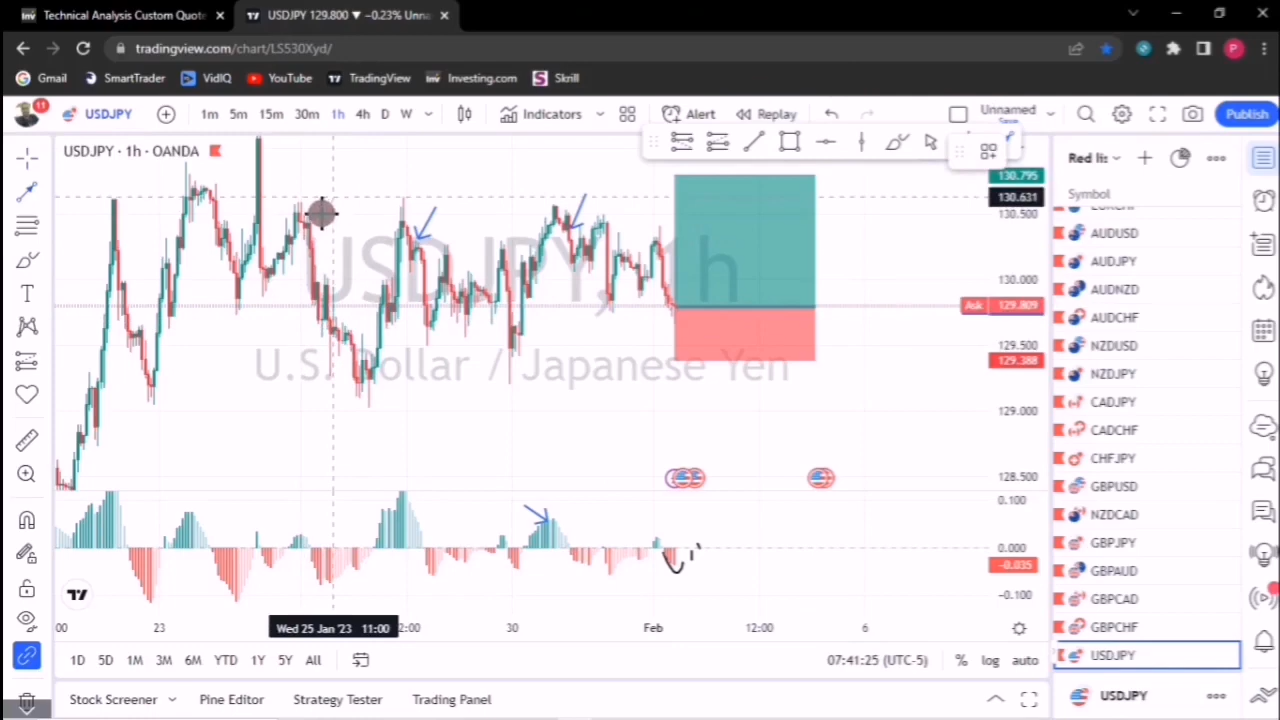 Technical Analysis Custom Quote
USDJPY 129.800 ▼ −0.23% Unna
tradingview.com/chart/LS530Xyd/
Gmail SmartTrader VidIQ YouTube TradingView Investing.com Skrill
11 USDJPY 1m 5m 15m 30m 1h 4h D W Indicators Alert Replay Unnamed Save Publish
USDJPY · 1h · OANDA
Red lis
Symbol
130.795
130.631
130.500
130.000
Ask 129.809
129.500
129.388
129.000
128.500
USDJPY, 1h
U.S. Dollar / Japanese Yen
AUDUSD
AUDJPY
AUDNZD
AUDCHF
NZDUSD
NZDJPY
CADJPY
CADCHF
CHFJPY
GBPUSD
NZDCAD
GBPJPY
GBPAUD
GBPCAD
GBPCHF
USDJPY
0.100
0.000
-0.035
-0.100
00 23 Wed 25 Jan '23 11:00 2:00 30 Feb 12:00 6
1D 5D 1M 3M 6M YTD 1Y 5Y All 07:41:25 (UTC-5) % log auto
Stock Screener Pine Editor Strategy Tester Trading Panel
USDJPY